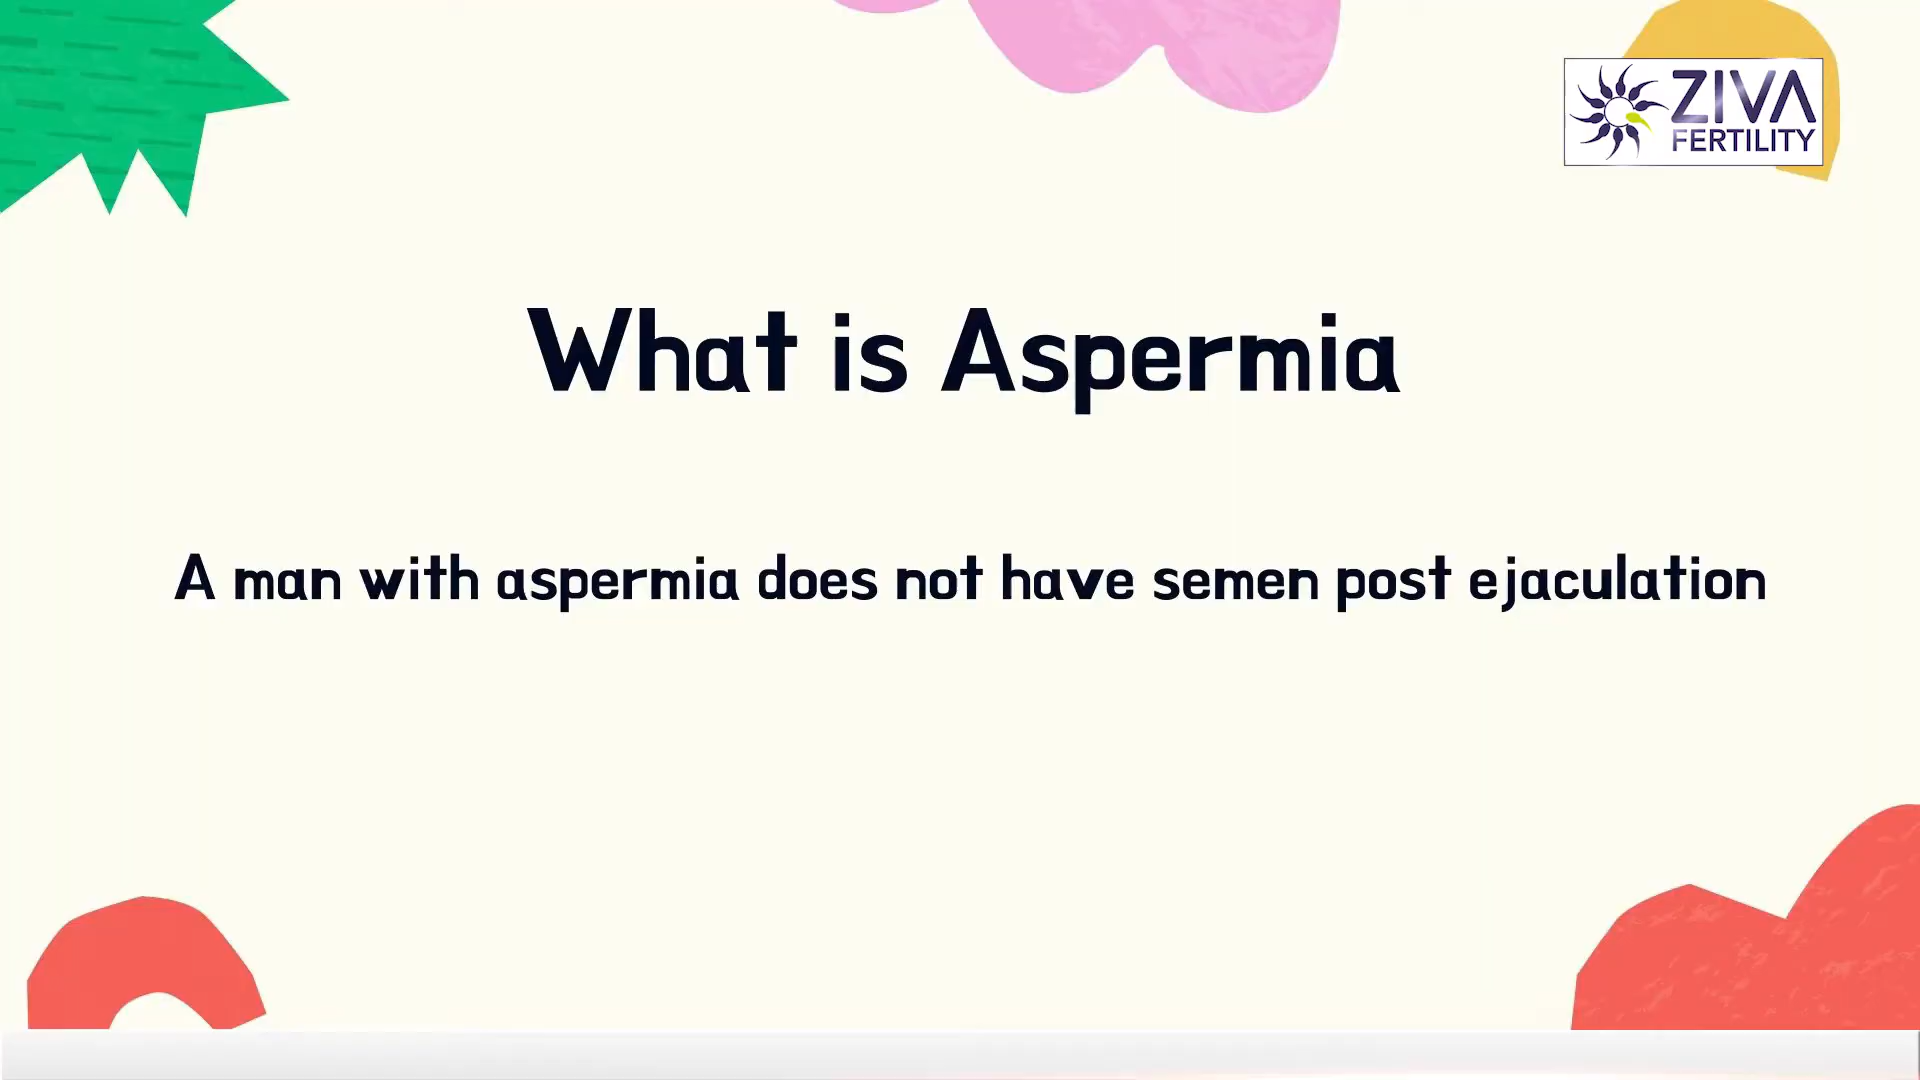 ZIVA
FERTILITY
What is Aspermia
A man with aspermia does not have semen post ejaculation